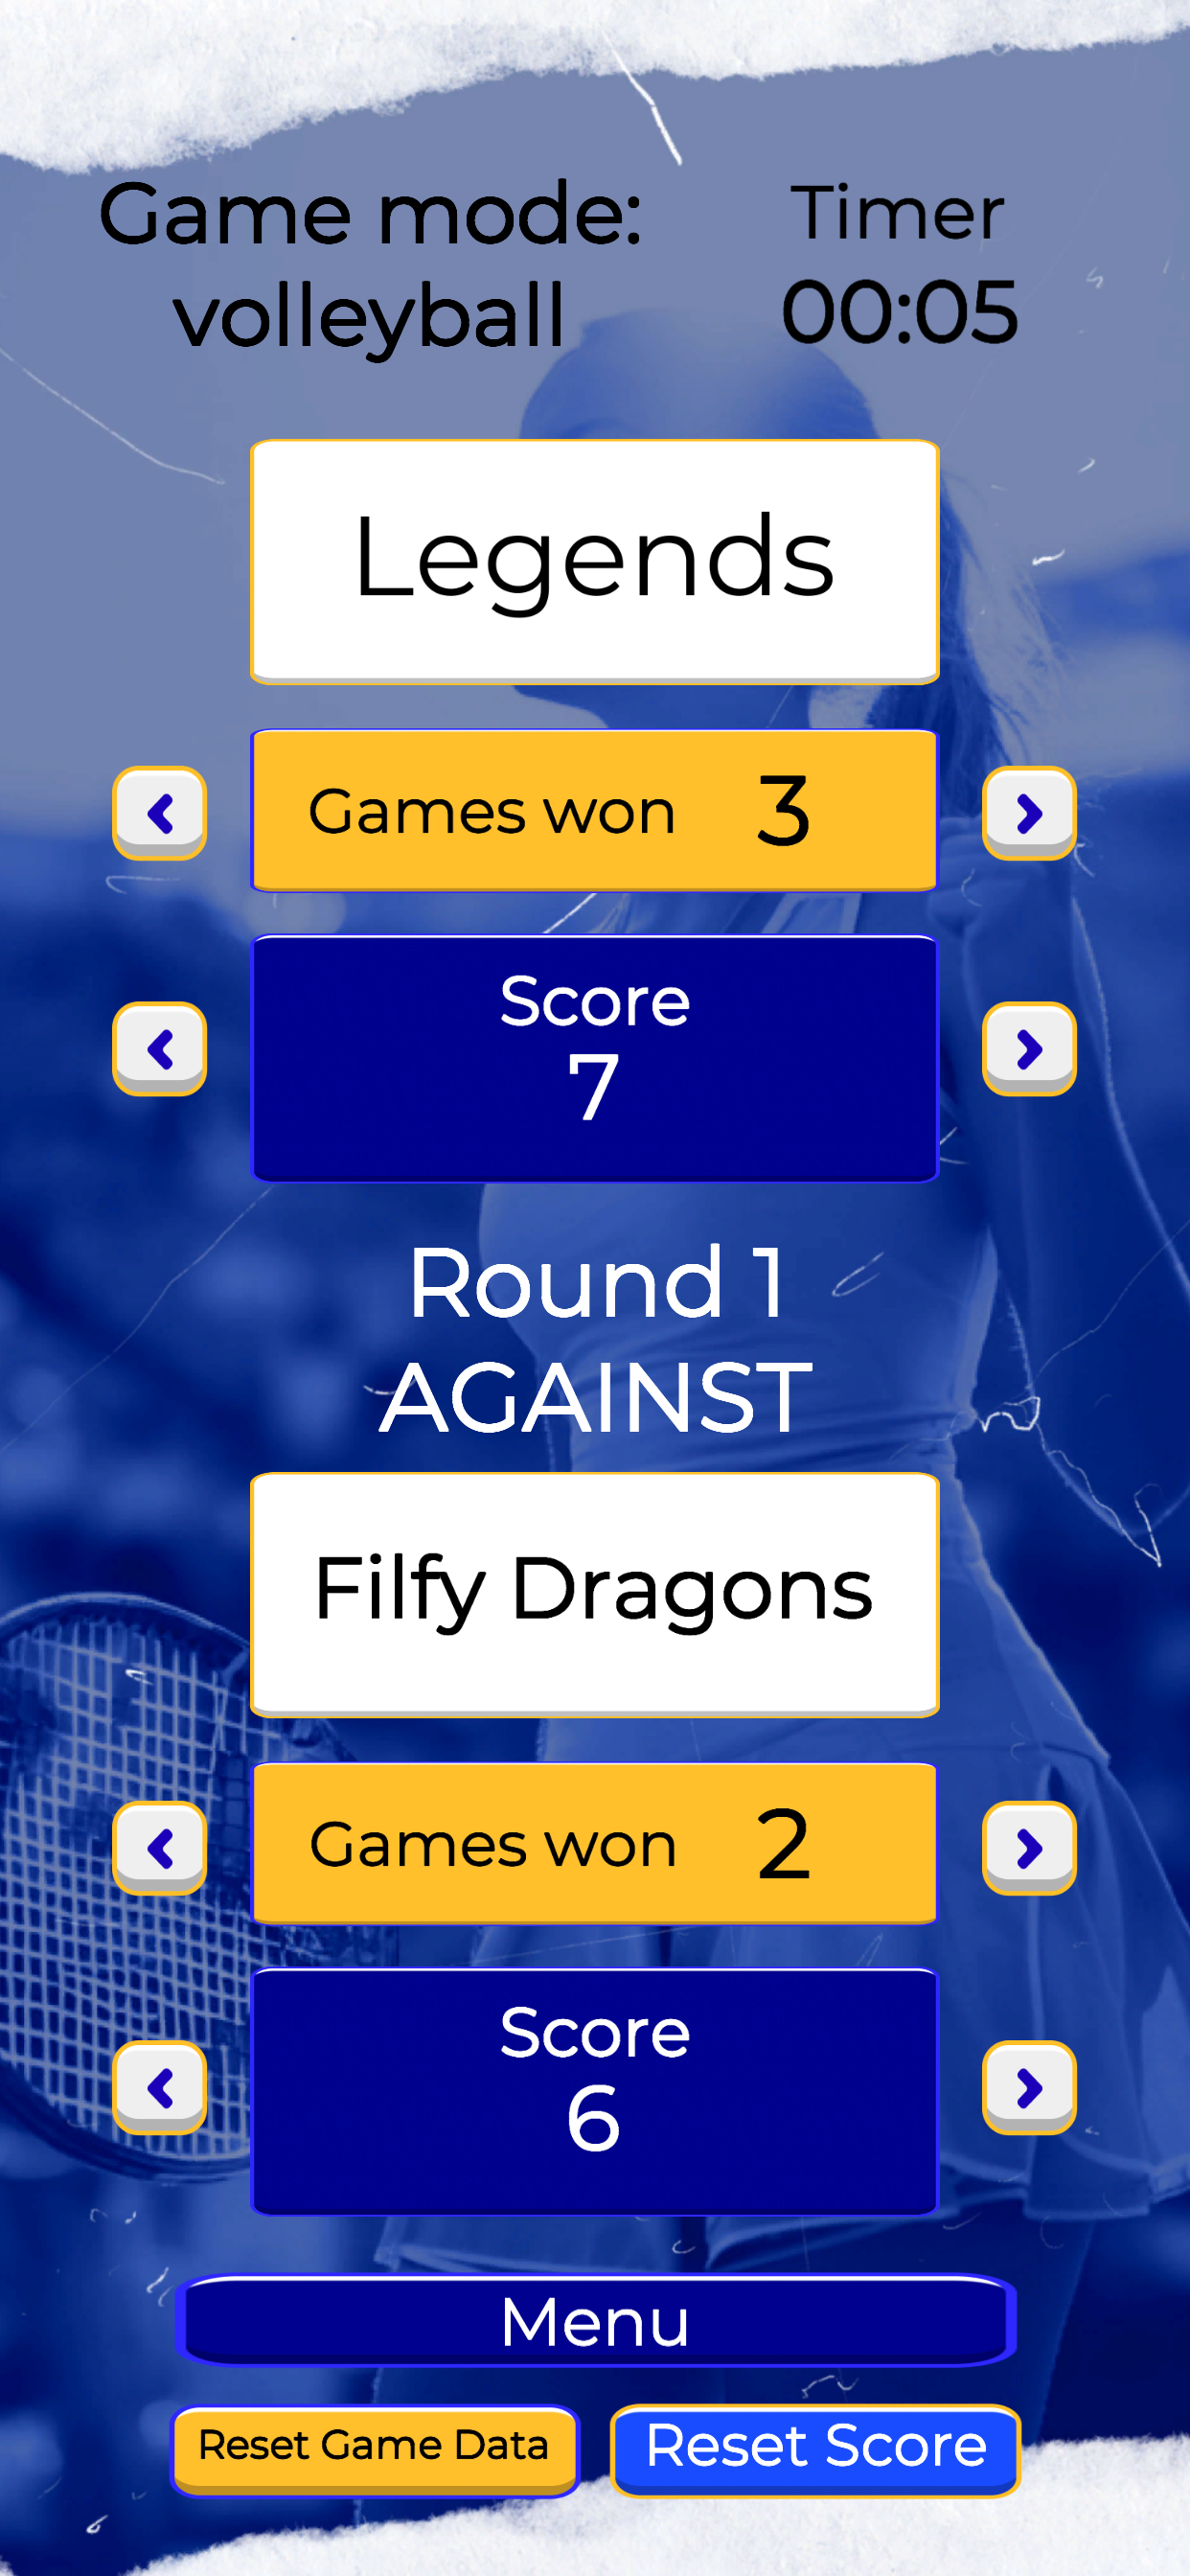 Game mode:
volleyball
Timer
00:05
Legends
Games won 3
Score
7
Round 1
AGAINST
Filfy Dragons
Games won 2
Score
6
Menu
Reset Game Data
Reset Score